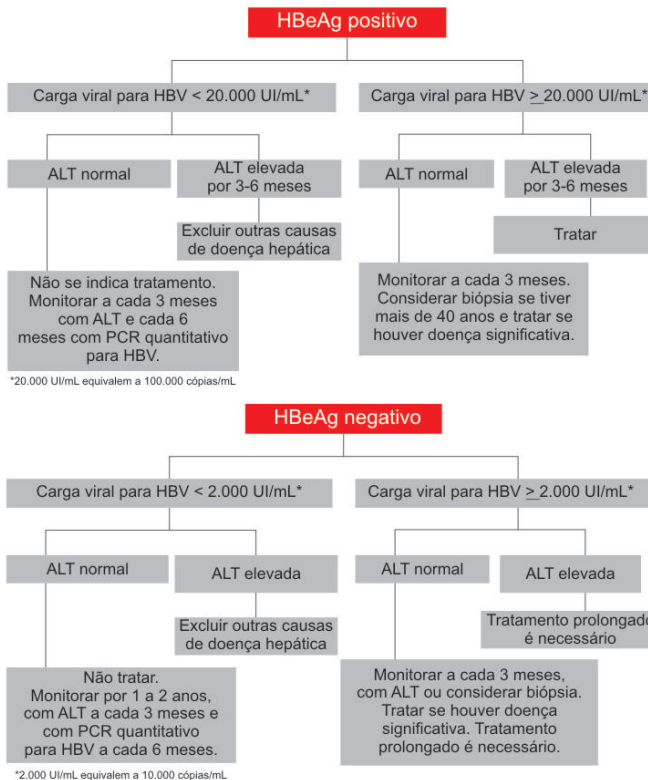 HBeAg positivo
Carga viral para HBV < 20.000 UI/mL*
Carga viral para HBV ≥ 20.000 UI/mL*
ALT normal
ALT elevada
por 3-6 meses
ALT normal
ALT elevada
por 3-6 meses
Excluir outras causas
de doença hepática
Tratar
Não se indica tratamento.
Monitorar a cada 3 meses
com ALT e cada 6
meses com PCR quantitativo
para HBV.
Monitorar a cada 3 meses.
Considerar biópsia se tiver
mais de 40 anos e tratar se
houver doença significativa.
*20.000 UI/mL equivalem a 100.000 cópias/mL
HBeAg negativo
Carga viral para HBV < 2.000 UI/mL*
Carga viral para HBV ≥ 2.000 UI/mL*
ALT normal
ALT elevada
ALT normal
ALT elevada
Excluir outras causas
de doença hepática
Tratamento prolongado
é necessário
Não tratar.
Monitorar por 1 a 2 anos,
com ALT a cada 3 meses e
com PCR quantitativo
para HBV a cada 6 meses.
Monitorar a cada 3 meses,
com ALT ou considerar biópsia.
Tratar se houver doença
significativa. Tratamento
prolongado é necessário.
*2.000 UI/mL equivalem a 10.000 cópias/mL